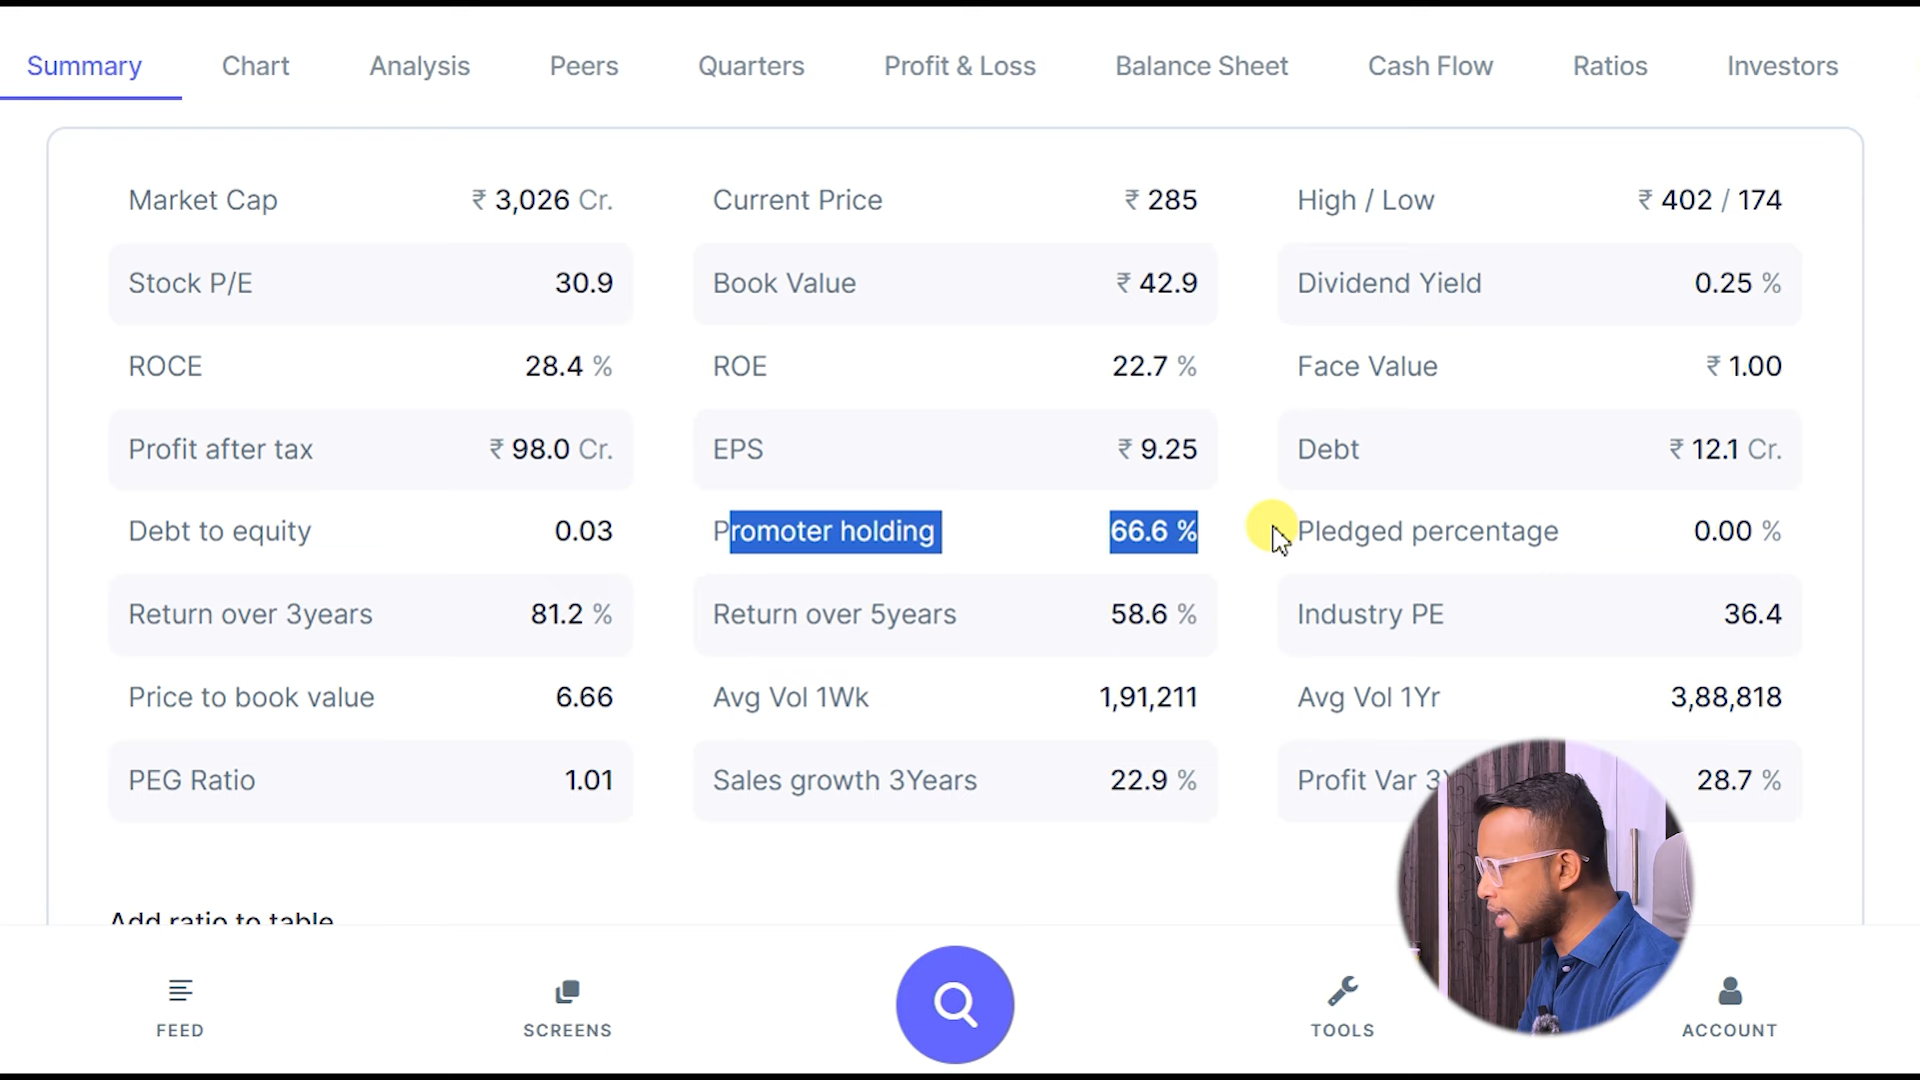 Summary Chart Analysis Peers Quarters Profit & Loss Balance Sheet Cash Flow Ratios Investors
Market Cap ₹ 3,026 Cr. Current Price ₹ 285 High / Low ₹ 402 / 174
Stock P/E 30.9 Book Value ₹ 42.9 Dividend Yield 0.25 %
ROCE 28.4 % ROE 22.7 % Face Value ₹ 1.00
Profit after tax ₹ 98.0 Cr. EPS ₹ 9.25 Debt ₹ 12.1 Cr.
Debt to equity 0.03 Promoter holding 66.6 % Pledged percentage 0.00 %
Return over 3years 81.2 % Return over 5years 58.6 % Industry PE 36.4
Price to book value 6.66 Avg Vol 1Wk 1,91,211 Avg Vol 1Yr 3,88,818
PEG Ratio 1.01 Sales growth 3Years 22.9 % Profit Var 28.7 %
Add ratio to table
FEED SCREENS TOOLS ACCOUNT